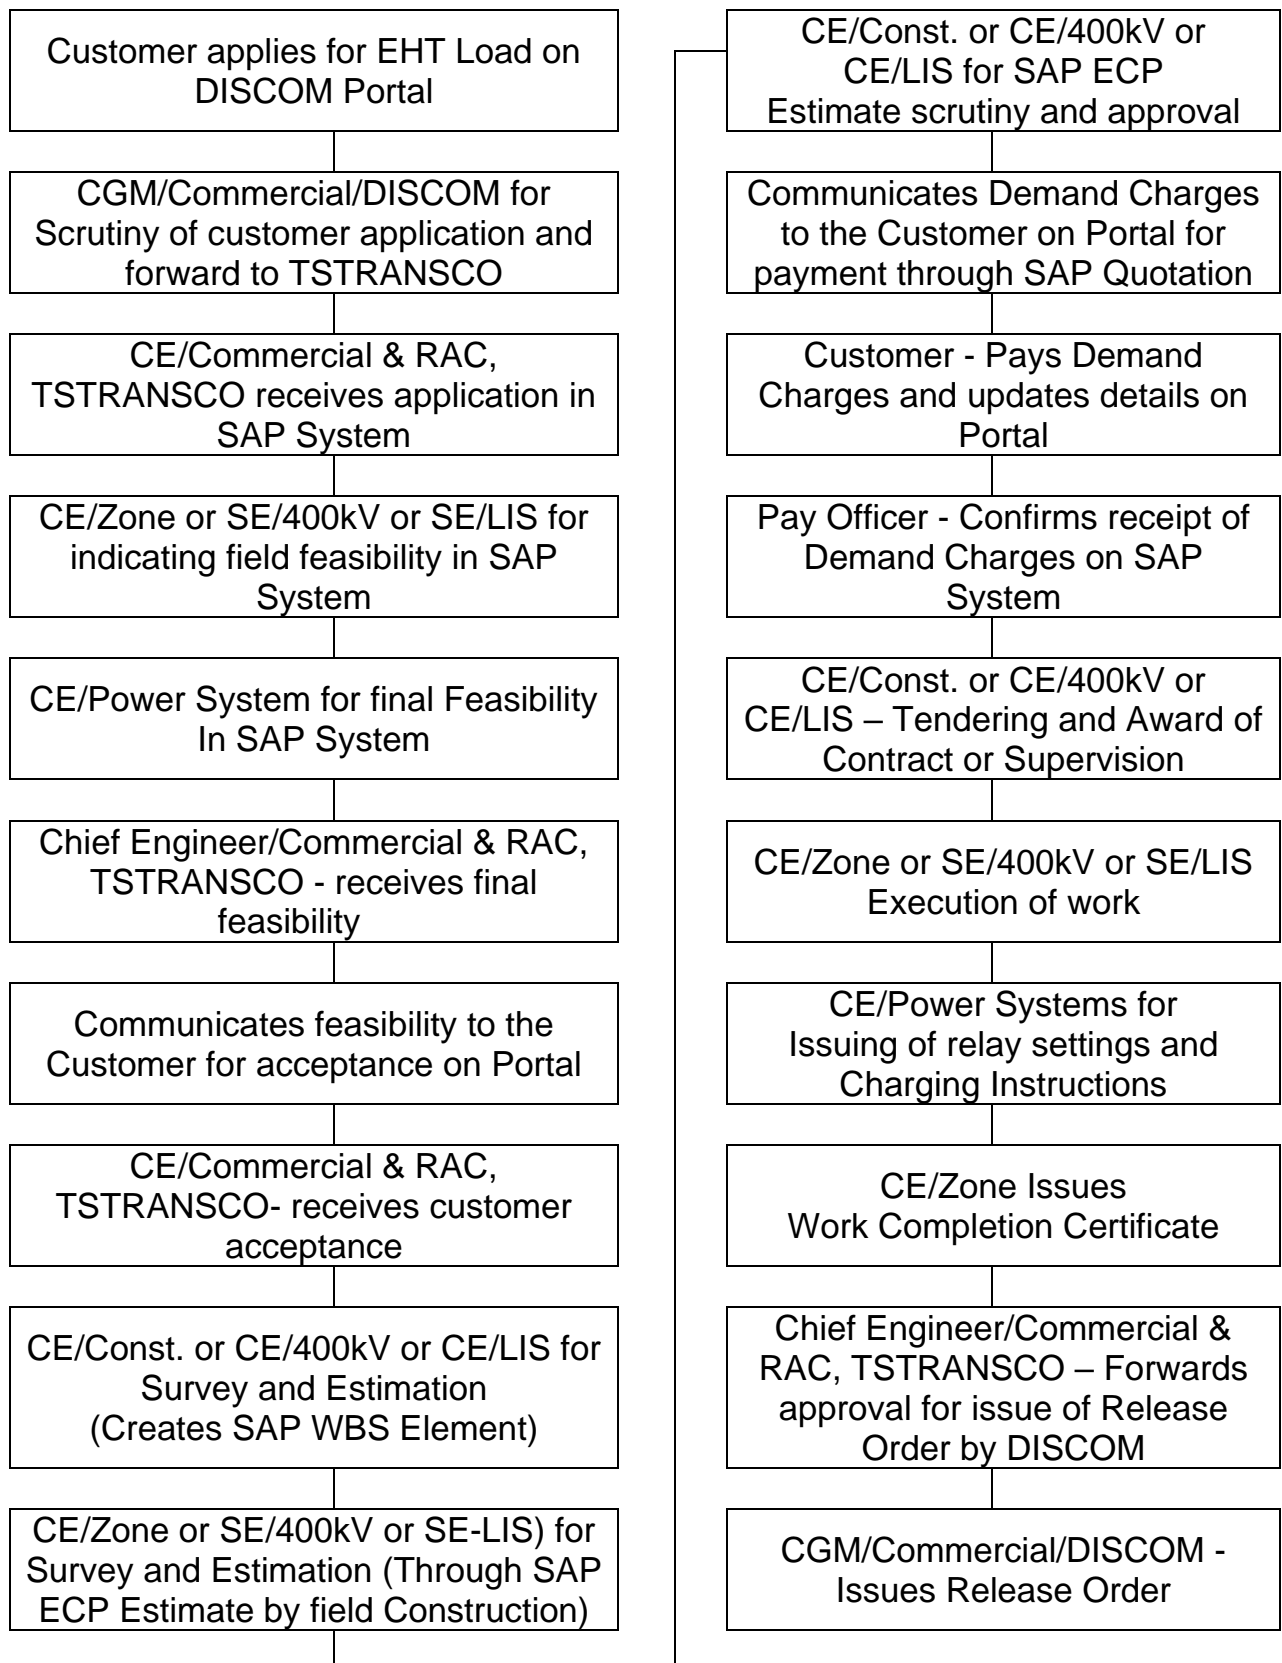 Customer applies for EHT Load on
DISCOM Portal
CGM/Commercial/DISCOM for
Scrutiny of customer application and
forward to TSTRANSCO
CE/Commercial & RAC,
TSTRANSCO receives application in
SAP System
CE/Zone or SE/400kV or SE/LIS for
indicating field feasibility in SAP
System
CE/Power System for final Feasibility
In SAP System
Chief Engineer/Commercial & RAC,
TSTRANSCO - receives final
feasibility
Communicates feasibility to the
Customer for acceptance on Portal
CE/Commercial & RAC,
TSTRANSCO- receives customer
acceptance
CE/Const. or CE/400kV or CE/LIS for
Survey and Estimation
(Creates SAP WBS Element)
CE/Zone or SE/400kV or SE-LIS) for
Survey and Estimation (Through SAP
ECP Estimate by field Construction)
CE/Const. or CE/400kV or
CE/LIS for SAP ECP
Estimate scrutiny and approval
Communicates Demand Charges
to the Customer on Portal for
payment through SAP Quotation
Customer - Pays Demand
Charges and updates details on
Portal
Pay Officer - Confirms receipt of
Demand Charges on SAP
System
CE/Const. or CE/400kV or
CE/LIS – Tendering and Award of
Contract or Supervision
CE/Zone or SE/400kV or SE/LIS
Execution of work
CE/Power Systems for
Issuing of relay settings and
Charging Instructions
CE/Zone Issues
Work Completion Certificate
Chief Engineer/Commercial &
RAC, TSTRANSCO – Forwards
approval for issue of Release
Order by DISCOM
CGM/Commercial/DISCOM -
Issues Release Order